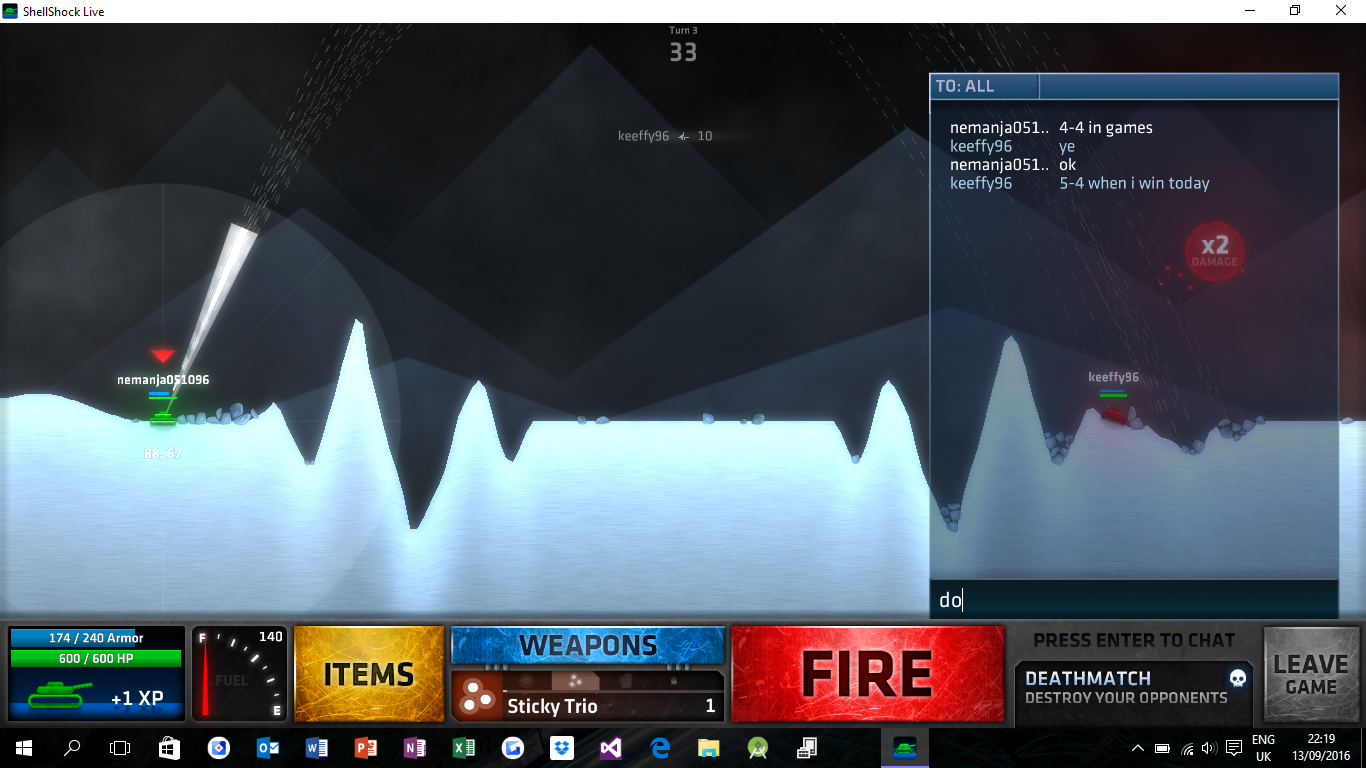 ShellShock Live
Turn 3
33
keeffy96 10
TO: ALL
nemanja051.. 4-4 in games
keeffy96 ye
nemanja051.. ok
keeffy96 5-4 when i win today
x2
DAMAGE
nemanja051096
88, 67
keeffy96
do
174 / 240 Armor
600 / 600 HP
+1 XP
F 140
FUEL
E
ITEMS
WEAPONS
Sticky Trio 1
FIRE
PRESS ENTER TO CHAT
DEATHMATCH
DESTROY YOUR OPPONENTS
LEAVE
GAME
ENG
UK
22:19
13/09/2016